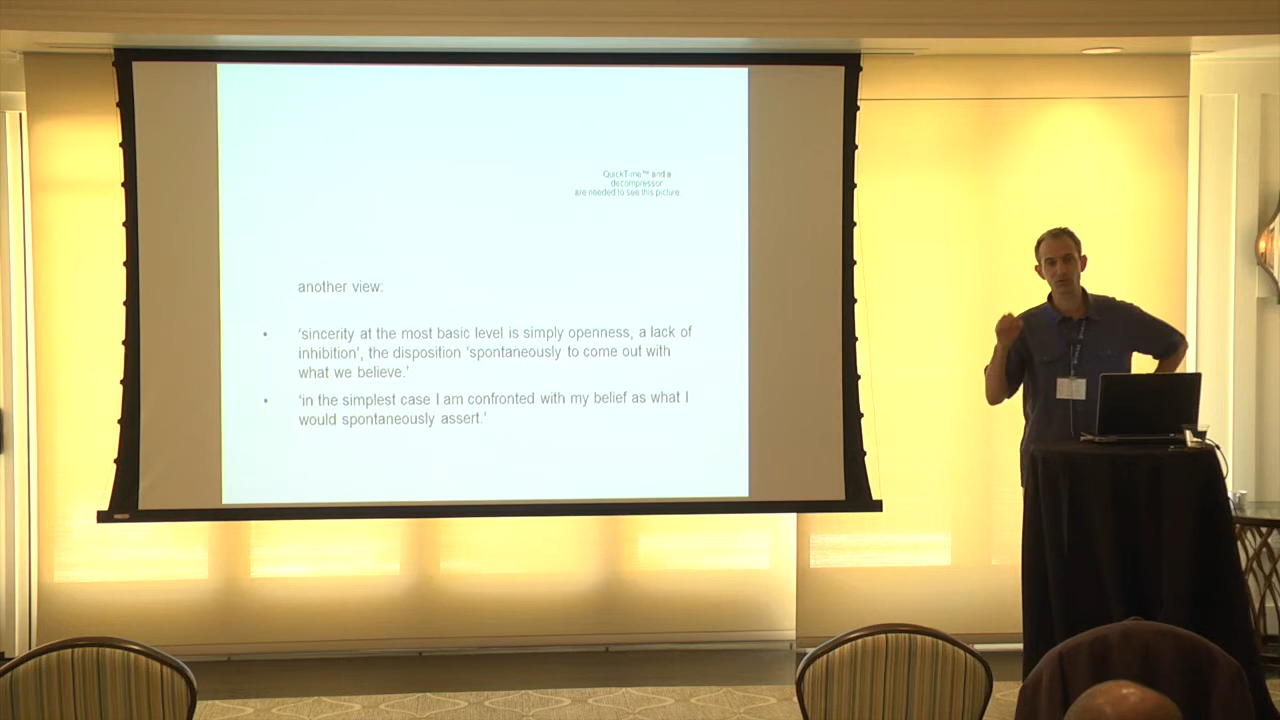 QuickTime™ and a
decompressor
are needed to see this picture.
another view:
• ‘sincerity at the most basic level is simply openness, a lack of
inhibition’, the disposition ‘spontaneously to come out with
what we believe.’
• ‘in the simplest case I am confronted with my belief as what I
would spontaneously assert.’